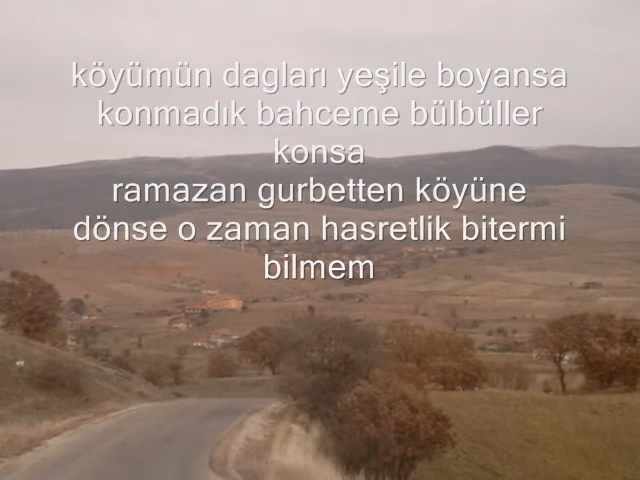 köyümün dagları yeşile boyansa
konmadık bahceme bülbüller
konsa
ramazan gurbetten köyüne
dönse o zaman hasretlik bitermi
bilmem